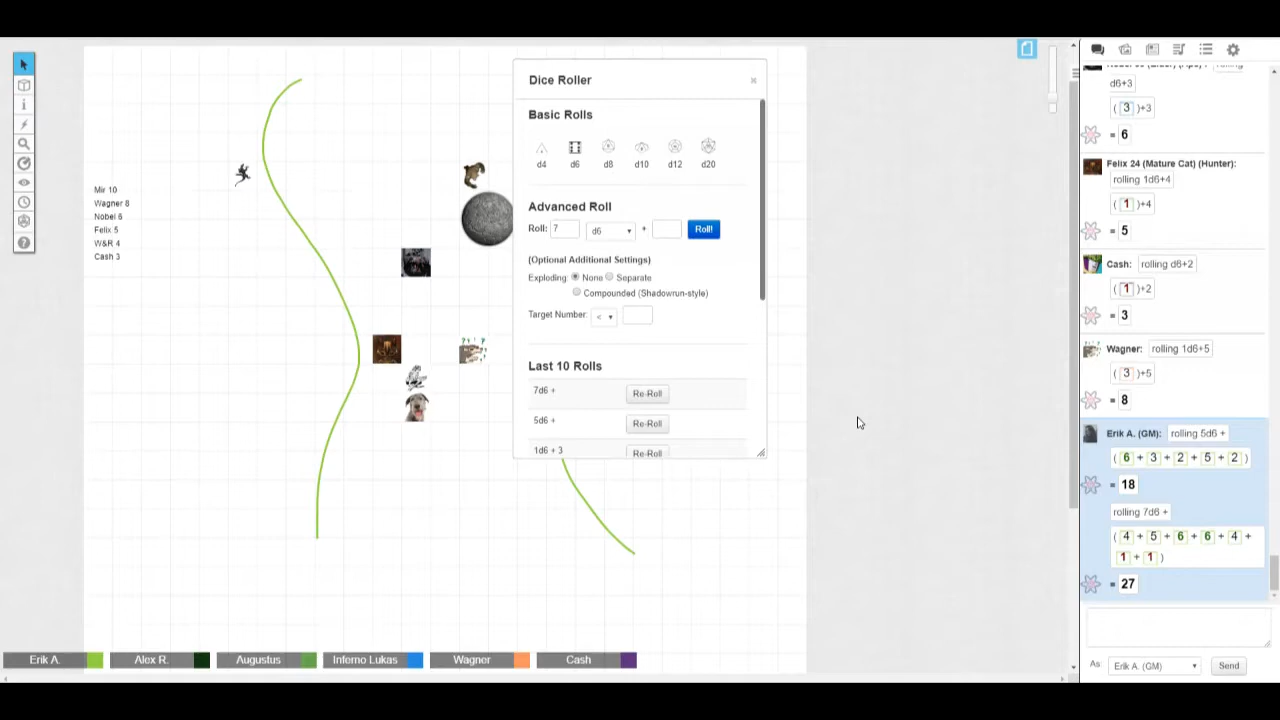 Mir 10
Wagner 8
Nobel 6
Felix 5
W&R 4
Cash 3
Dice Roller
×
Basic Rolls
d4 d6 d8 d10 d12 d20
Advanced Roll
Roll: 7 d6 + Roll!
(Optional Additional Settings)
Exploding: None Separate
Compounded (Shadowrun-style)
Target Number: <
Last 10 Rolls
7d6 + Re-Roll
5d6 + Re-Roll
1d6 + 3 Re-Roll
rolling
d6+3
( 3 )+3
= 6
Felix 24 (Mature Cat) (Hunter):
rolling 1d6+4
( 1 )+4
= 5
Cash: rolling d6+2
( 1 )+2
= 3
Wagner: rolling 1d6+5
( 3 )+5
= 8
Erik A. (GM): rolling 5d6 +
( 6 + 3 + 2 + 5 + 2 )
= 18
rolling 7d6 +
( 4 + 5 + 6 + 6 + 4 +
1 + 1 )
= 27
As: Erik A. (GM) Send
Erik A. Alex R. Augustus Inferno Lukas Wagner Cash